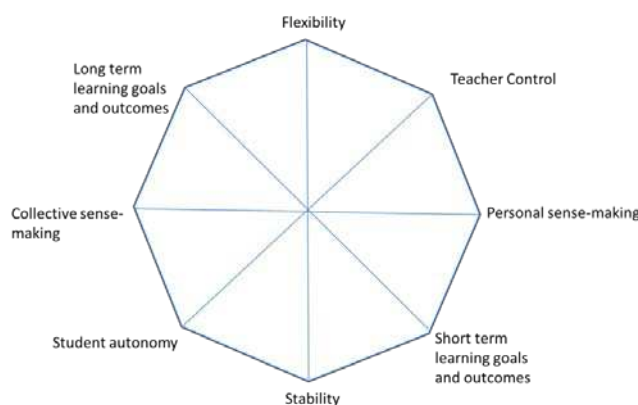 Flexibility
Long term
learning goals
and outcomes
Teacher Control
Collective sense-
making
Personal sense-making
Student autonomy
Short term
learning goals
and outcomes
Stability